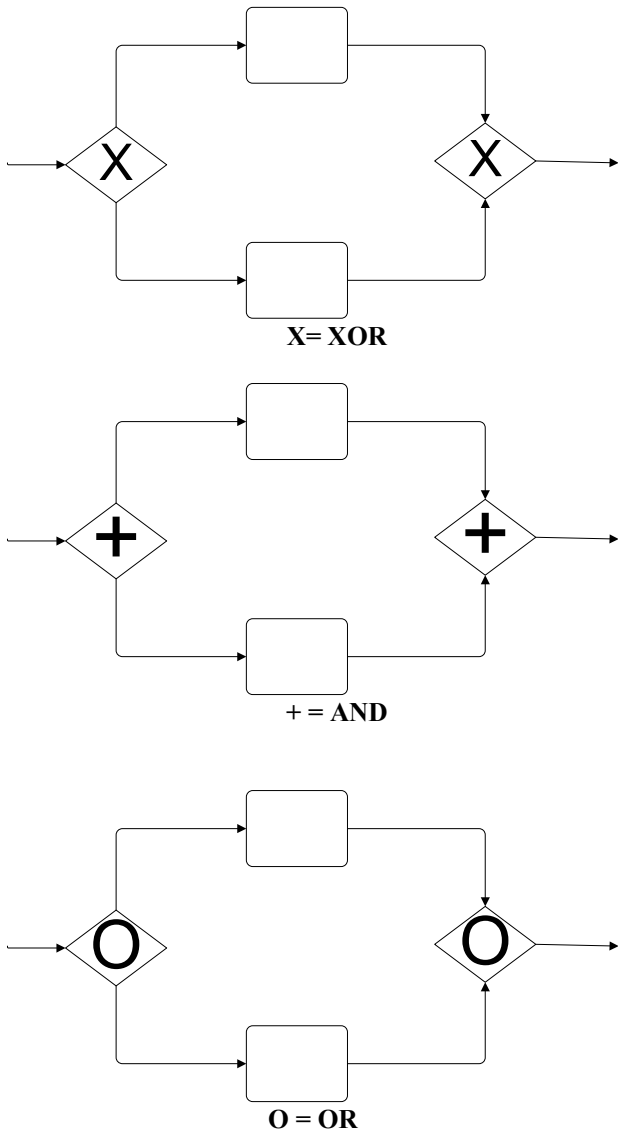 X X
X= XOR
+ +
+ = AND
O O
O = OR